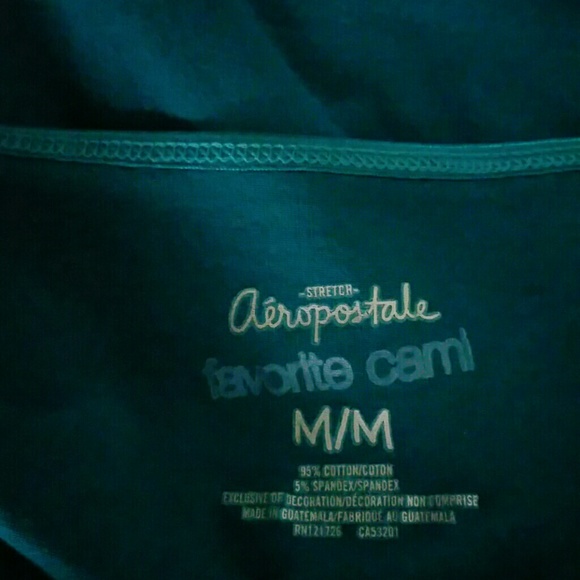 -STRETCH-
Aéropostale
favorite cami
M/M
95% COTTON/COTON
5% SPANDEX/SPANDEX
EXCLUSIVE OF DECORATION/DÉCORATION NON COMPRISE
MADE IN GUATEMALA/FABRIQUÉ AU GUATEMALA
RN121726 CA53201